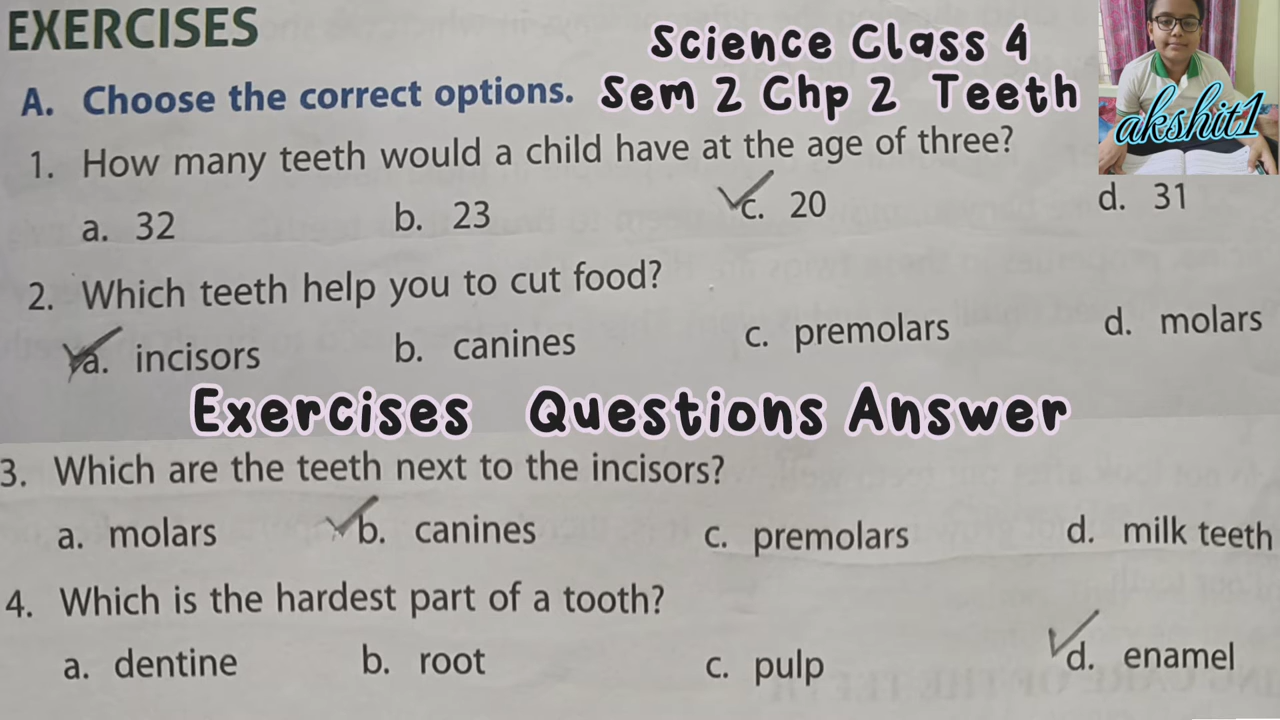 EXERCISES
Science Class 4
A. Choose the correct options.
Sem 2 Chp 2 Teeth
akshit1
1. How many teeth would a child have at the age of three?
a. 32 b. 23 c. 20 d. 31
2. Which teeth help you to cut food?
a. incisors b. canines c. premolars d. molars
Exercises Questions Answer
3. Which are the teeth next to the incisors?
a. molars b. canines c. premolars d. milk teeth
4. Which is the hardest part of a tooth?
a. dentine b. root c. pulp d. enamel